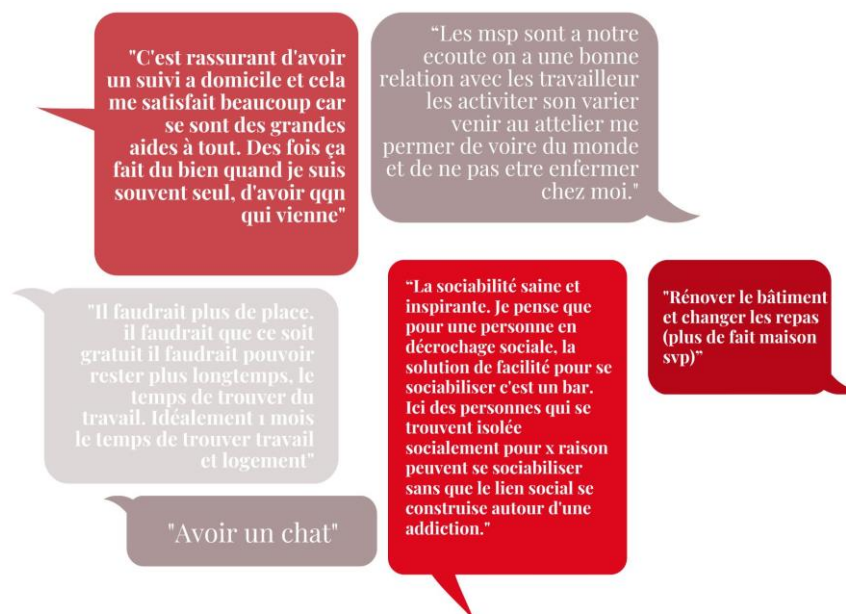 "C'est rassurant d'avoir
un suivi a domicile et cela
me satisfait beaucoup car
se sont des grandes
aides à tout. Des fois ça
fait du bien quand je suis
souvent seul, d'avoir qqn
qui vienne"
“Les msp sont a notre
ecoute on a une bonne
relation avec les travailleur
les activiter son varier
venir au attelier me
permer de voire du monde
et de ne pas etre enfermer
chez moi."
"Il faudrait plus de place.
il faudrait que ce soit
gratuit il faudrait pouvoir
rester plus longtemps, le
temps de trouver du
travail. Idéalement 1 mois
le temps de trouver travail
et logement”
“La sociabilité saine et
inspirante. Je pense que
pour une personne en
décrochage sociale, la
solution de facilité pour se
sociabiliser c'est un bar.
Ici des personnes qui se
trouvent isolée
socialement pour x raison
peuvent se sociabiliser
sans que le lien social se
construise autour d'une
addiction."
"Rénover le bâtiment
et changer les repas
(plus de fait maison
svp)”
"Avoir un chat"